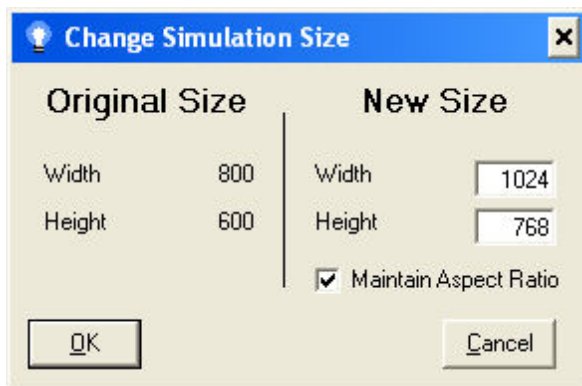 Change Simulation Size
Original Size
Width 800
Height 600
New Size
Width 1024
Height 768
Maintain Aspect Ratio
OK
Cancel